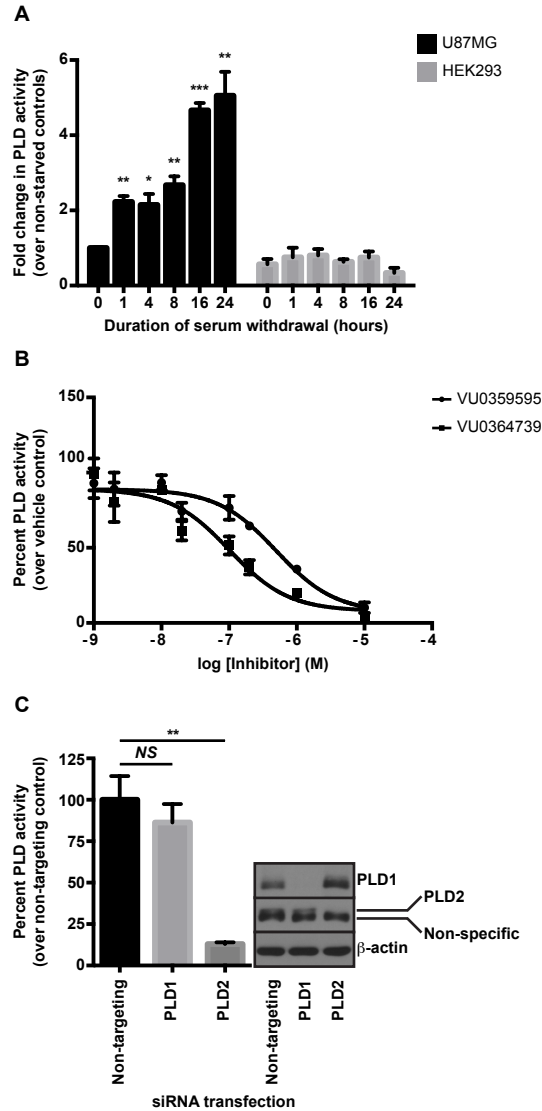 A
U87MG
HEK293
Fold change in PLD activity
(over non-starved controls)
6
4
2
0
** * ** *** **
0 1 4 8 16 24 0 1 4 8 16 24
Duration of serum withdrawal (hours)
B
VU0359595
VU0364739
Percent PLD activity
(over vehicle control)
150
100
50
0
-9 -8 -7 -6 -5 -4
log [Inhibitor] (M)
C
**
NS
Percent PLD activity
(over non-targeting control)
125
100
75
50
25
0
Non-targeting PLD1 PLD2
siRNA transfection
PLD1
PLD2
Non-specific
β-actin
Non-targeting PLD1 PLD2